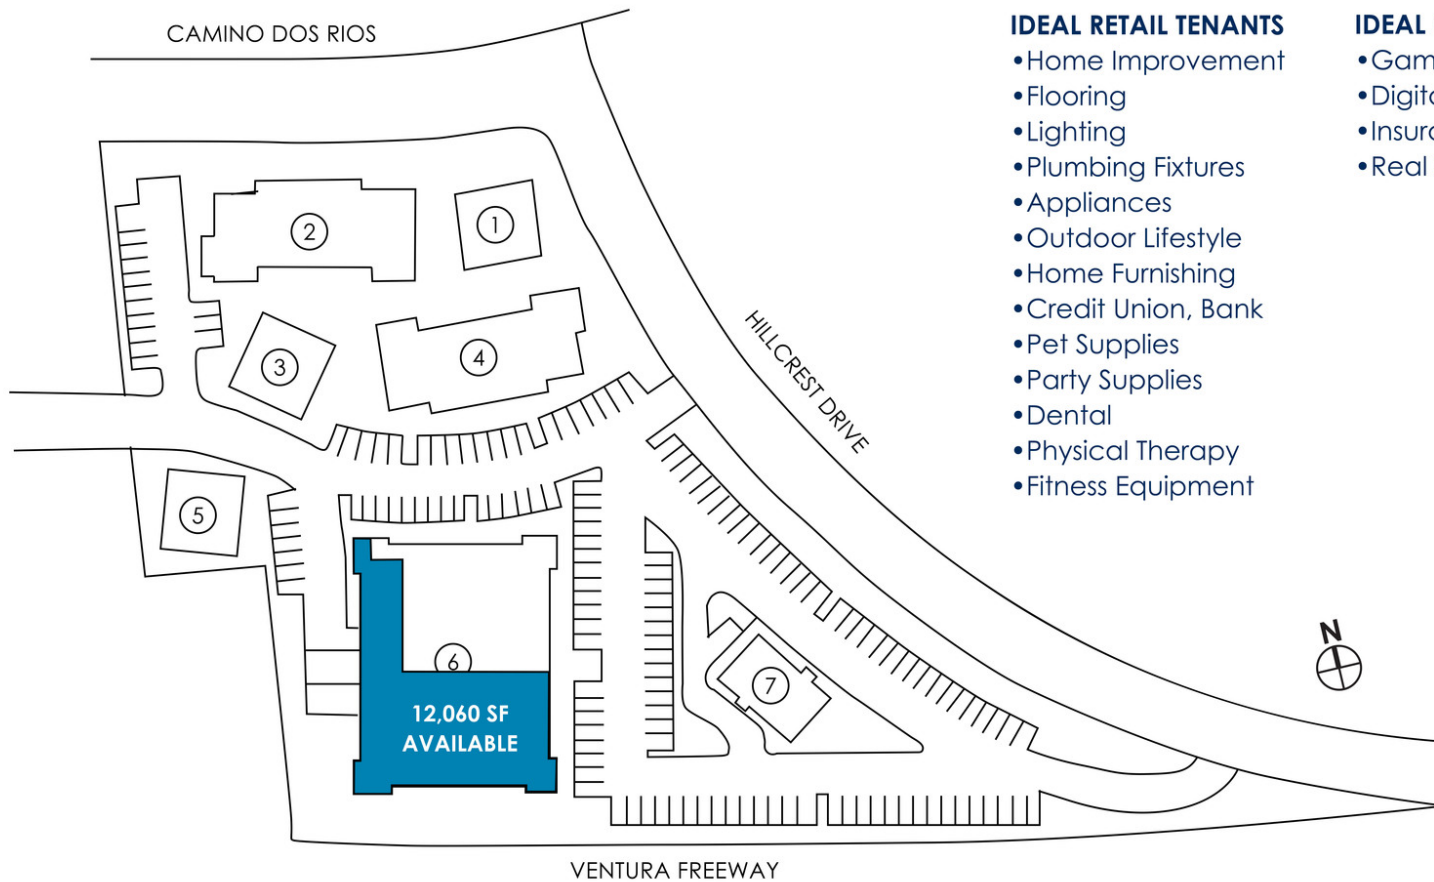 CAMINO DOS RIOS
IDEAL RETAIL TENANTS
•Home Improvement
•Flooring
•Lighting
•Plumbing Fixtures
•Appliances
•Outdoor Lifestyle
•Home Furnishing
•Credit Union, Bank
•Pet Supplies
•Party Supplies
•Dental
•Physical Therapy
•Fitness Equipment
IDEAL
•Real
2
1
3
4
HILLCREST DRIVE
5
6
7
12,060 SF
AVAILABLE
N
VENTURA FREEWAY